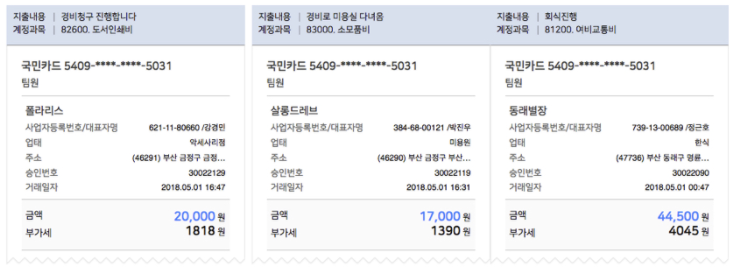 지출내용 | 경비청구 진행합니다
계정과목 | 82600. 도서인쇄비
국민카드 5409-****-****-5031
팀원
폴라리스
사업자등록번호/대표자명 621-11-80660 /강경민
업태 악세사리점
주소 (46291) 부산 금정구 금정...
승인번호 30022129
거래일자 2018.05.01 16:47
금액 20,000 원
부가세 1818 원
지출내용 | 경비로 미용실 다녀옴
계정과목 | 83000. 소모품비
국민카드 5409-****-****-5031
팀원
살롱드레브
사업자등록번호/대표자명 384-68-00121 /박진우
업태 미용원
주소 (46290) 부산 금정구 부산...
승인번호 30022119
거래일자 2018.05.01 16:31
금액 17,000 원
부가세 1390 원
지출내용 | 회식진행
계정과목 | 81200. 여비교통비
국민카드 5409-****-****-5031
팀원
동래별장
사업자등록번호/대표자명 739-13-00689 /정근호
업태 한식
주소 (47736) 부산 동래구 명륜...
승인번호 30022090
거래일자 2018.05.01 00:47
금액 44,500 원
부가세 4045 원